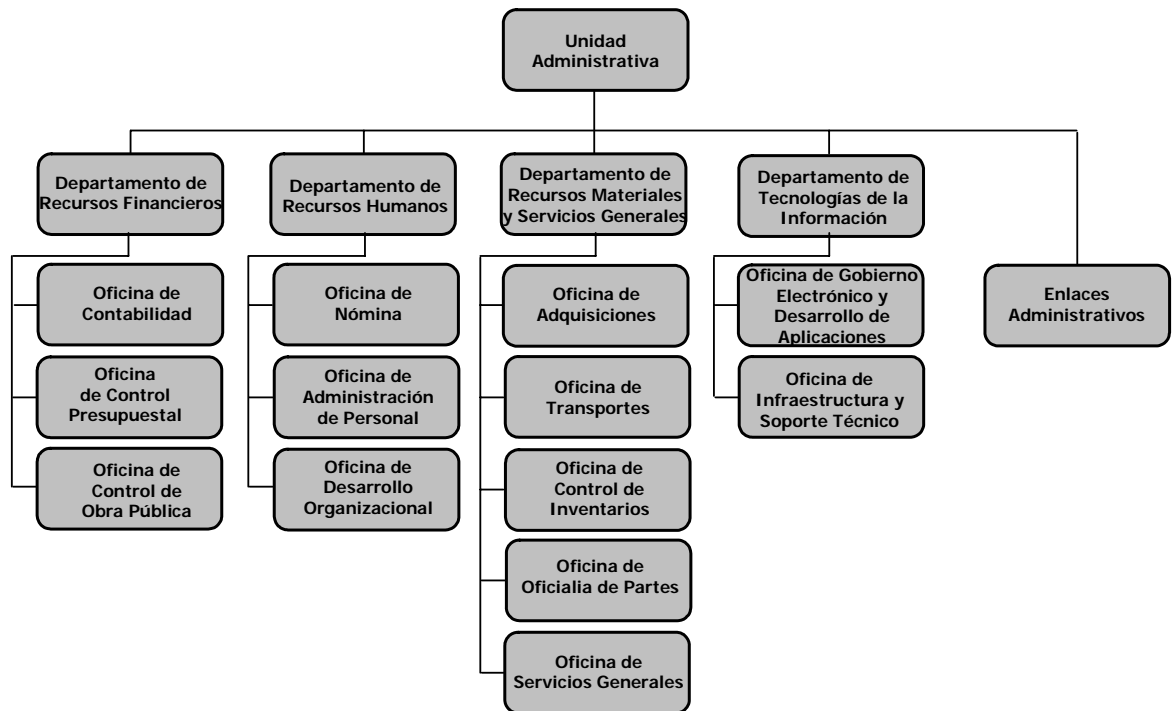 Unidad
Administrativa
Departamento de
Recursos Financieros
Departamento de
Recursos Humanos
Departamento de
Recursos Materiales
y Servicios Generales
Departamento de
Tecnologías de la
Información
Oficina de
Contabilidad
Oficina
de Control
Presupuestal
Oficina de
Control de
Obra Pública
Oficina de
Nómina
Oficina de
Administración
de Personal
Oficina de
Desarrollo
Organizacional
Oficina de
Adquisiciones
Oficina de
Transportes
Oficina de
Control de
Inventarios
Oficina de
Oficialia de Partes
Oficina de
Servicios Generales
Oficina de Gobierno
Electrónico y
Desarrollo de
Aplicaciones
Oficina de
Infraestructura y
Soporte Técnico
Enlaces
Administrativos